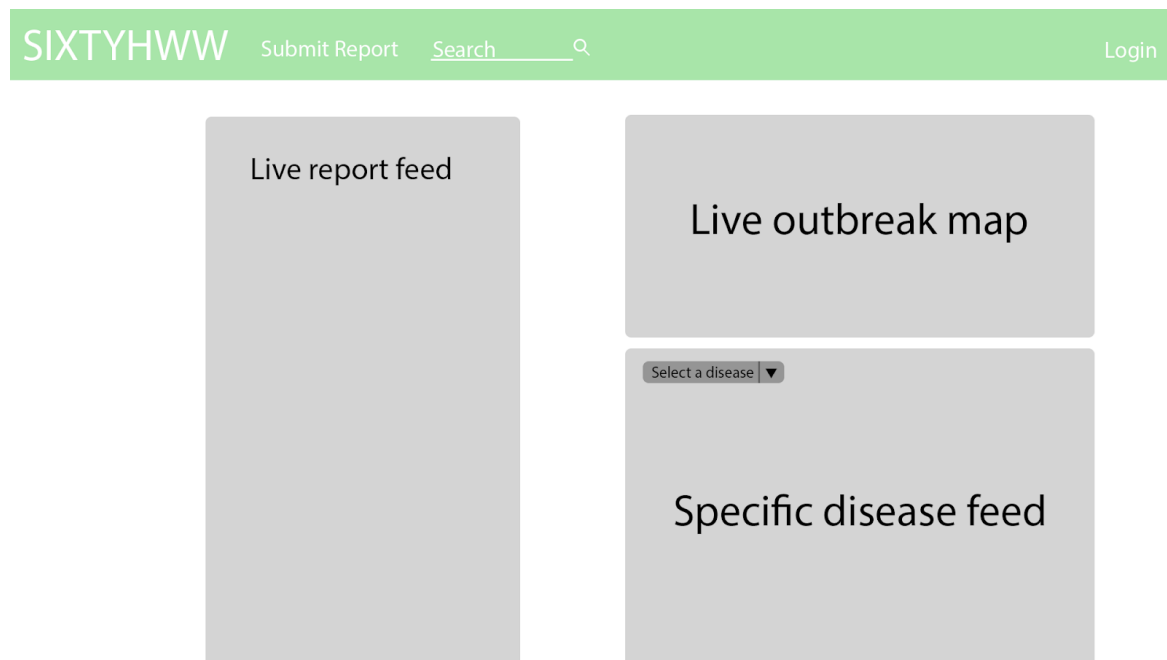 SIXTYHWW
Submit Report
Search
Login
Live report feed
Live outbreak map
Select a disease
Specific disease feed